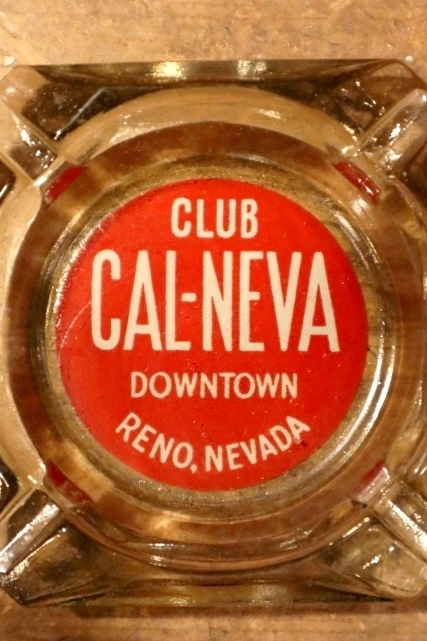 CLUB
CAL-NEVA
DOWNTOWN
RENO, NEVADA